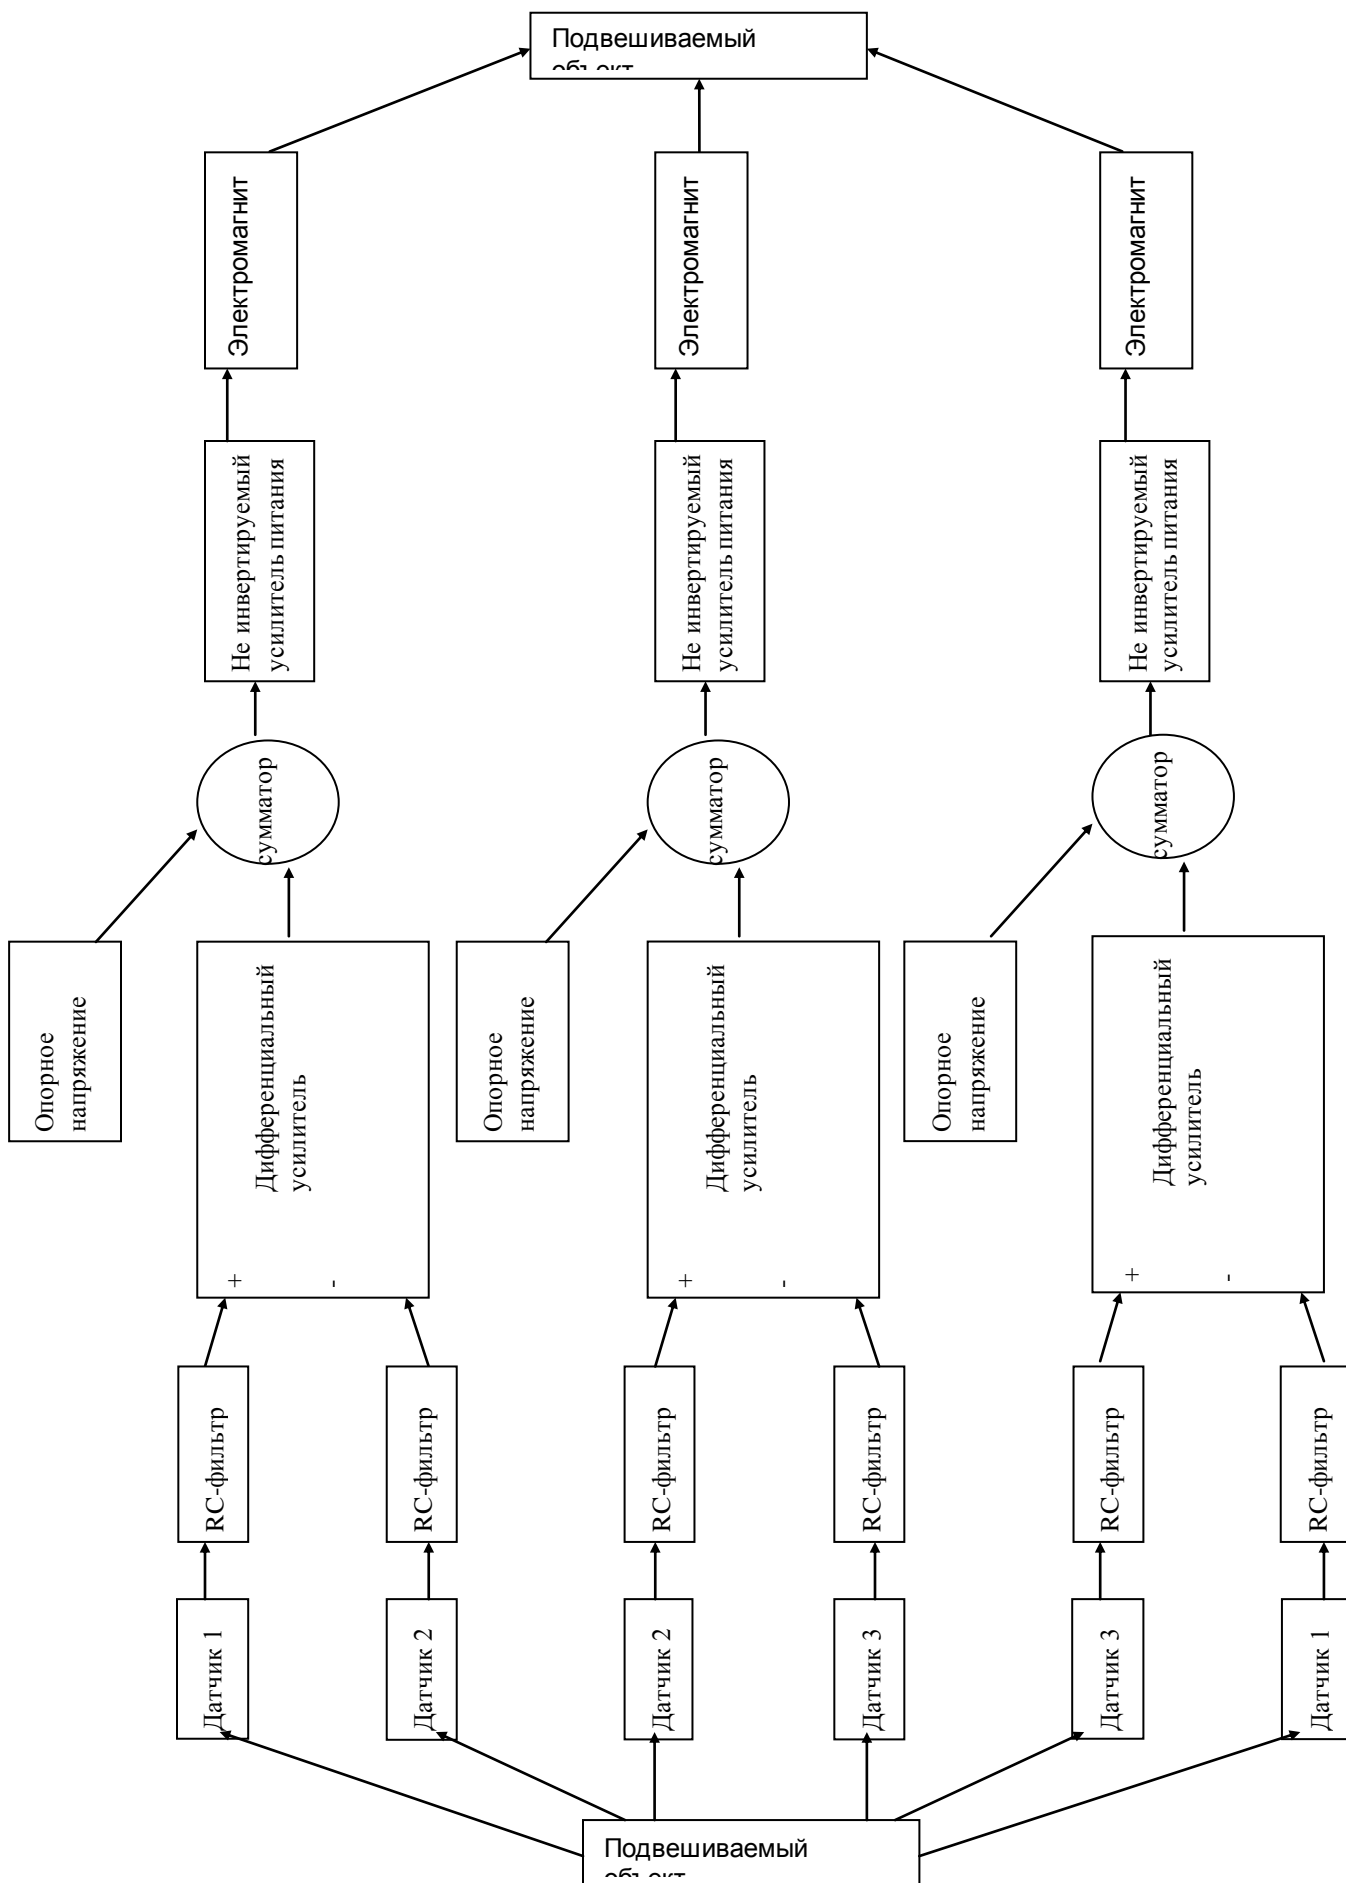 Подвешиваемый
объект
Электромагнит
Электромагнит
Электромагнит
Не инвертируемый
усилитель питания
Не инвертируемый
усилитель питания
Не инвертируемый
усилитель питания
сумматор
сумматор
сумматор
Опорное
напряжение
Дифференциальный
усилитель
+
-
Опорное
напряжение
Дифференциальный
усилитель
+
-
Опорное
напряжение
Дифференциальный
усилитель
+
-
RC-фильтр
RC-фильтр
RC-фильтр
RC-фильтр
RC-фильтр
RC-фильтр
Датчик 1
Датчик 2
Датчик 2
Датчик 3
Датчик 3
Датчик 1
Подвешиваемый
объект